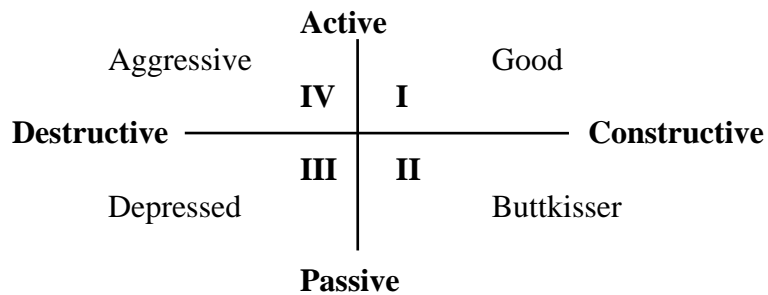 Active
Aggressive Good
IV I
Destructive Constructive
III II
Depressed Buttkisser
Passive